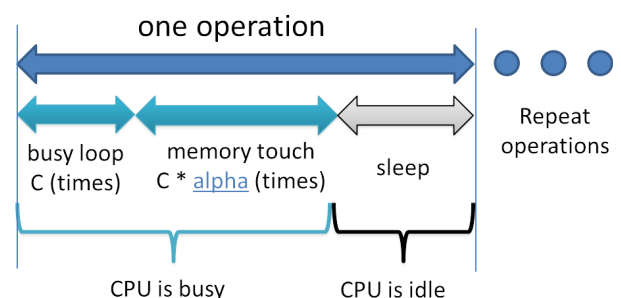 one operation
busy loop
C (times)
memory touch
C * alpha (times)
sleep
Repeat
operations
CPU is busy
CPU is idle